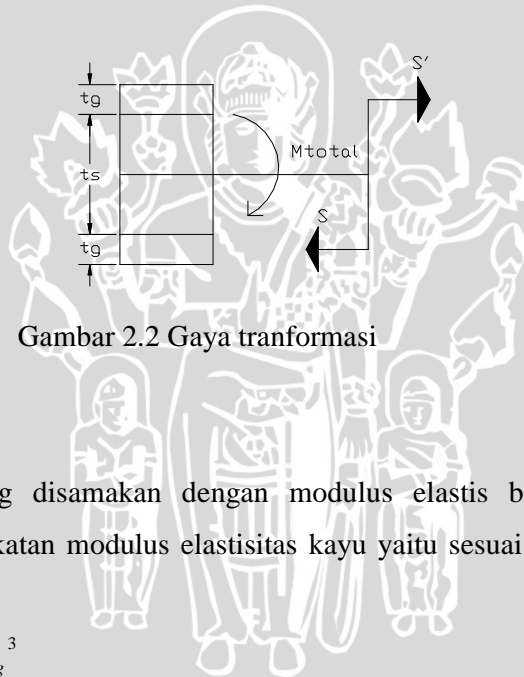 S'
tg
Mtotal
ts
S
tg
Gambar 2.2 Gaya tranformasi
disamakan dengan modulus elastis
modulus elastisitas kayu yaitu sesuai
3